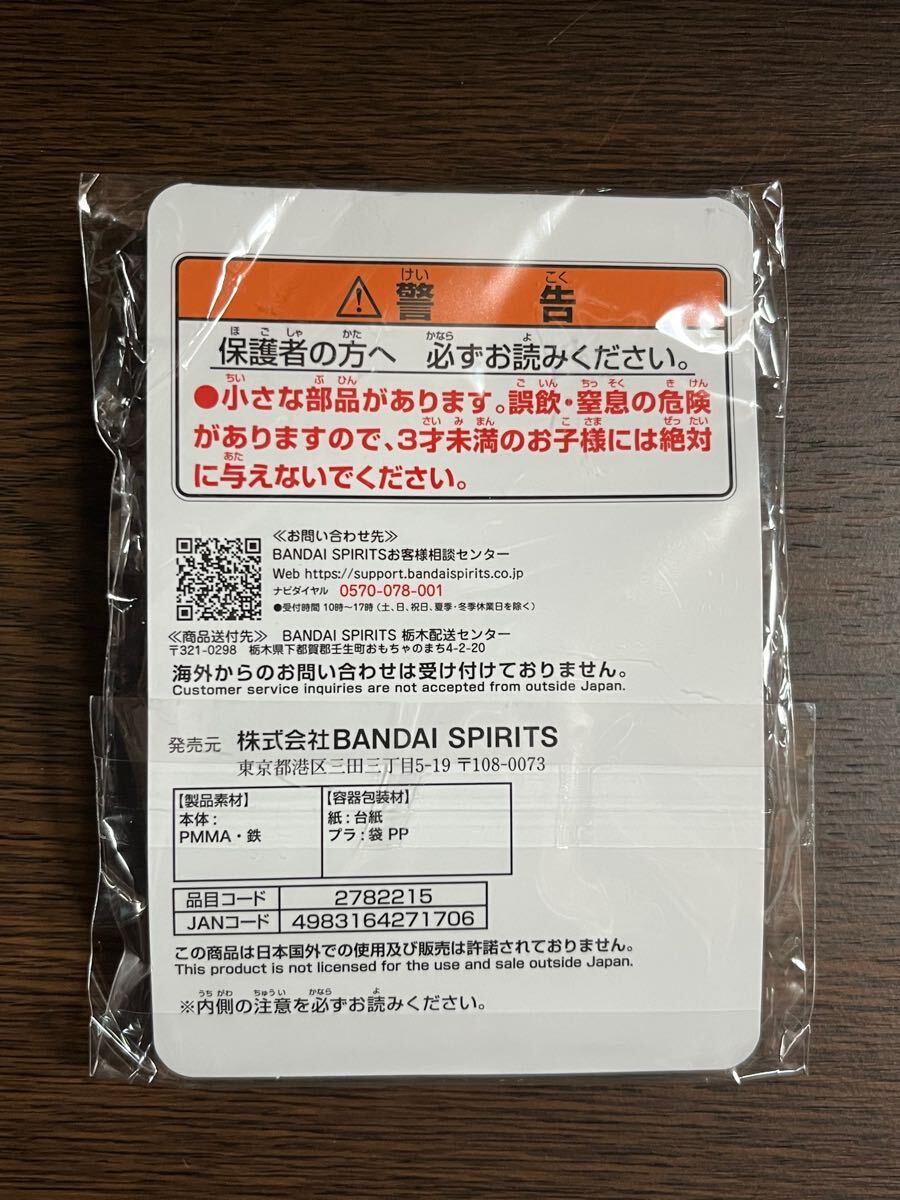 ⚠警告
保護者の方へ 必ずお読みください。
●小さな部品があります。誤飲・窒息の危険
がありますので、3才未満のお子様には絶対
に与えないでください。
≪お問い合わせ先≫
BANDAI SPIRITSお客様相談センター
Web https://support.bandaispirits.co.jp
ナビダイヤル 0570-078-001
●受付時間 10時〜17時（土、日、祝日、夏季・冬季休業日を除く）
≪商品送付先≫ BANDAI SPIRITS 栃木配送センター
〒321-0298 栃木県下都賀郡壬生町おもちゃのまち4-2-20
海外からのお問い合わせは受け付けておりません。
Customer service inquiries are not accepted from outside Japan.
発売元 株式会社BANDAI SPIRITS
東京都港区三田三丁目5-19 〒108-0073
【製品素材】 【容器包装材】
本体： 紙：台紙
PMMA・鉄 プラ：袋 PP
品目コード 2782215
JANコード 4983164271706
この商品は日本国外での使用及び販売は許諾されておりません。
This product is not licensed for the use and sale outside Japan.
※内側の注意を必ずお読みください。